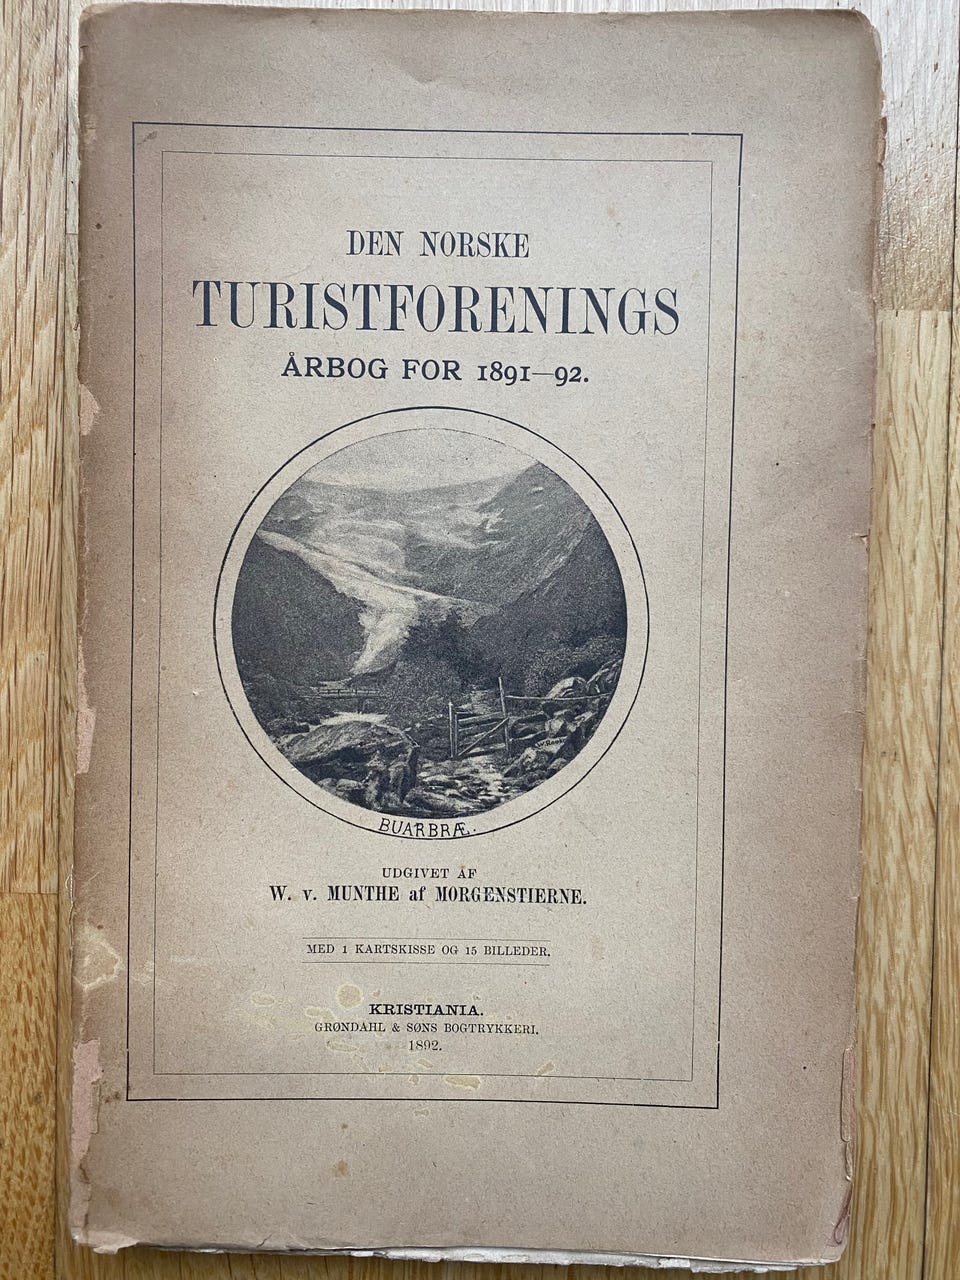 DEN NORSKE
TURISTFORENINGS
ÅRBOG FOR 1891—92.
BUARBRÆ.
UDGIVET AF
W. v. MUNTHE af MORGENSTIERNE.
MED 1 KARTSKISSE OG 15 BILLEDER.
KRISTIANIA.
GRØNDAHL & SØNS BOGTRYKKERI.
1892.